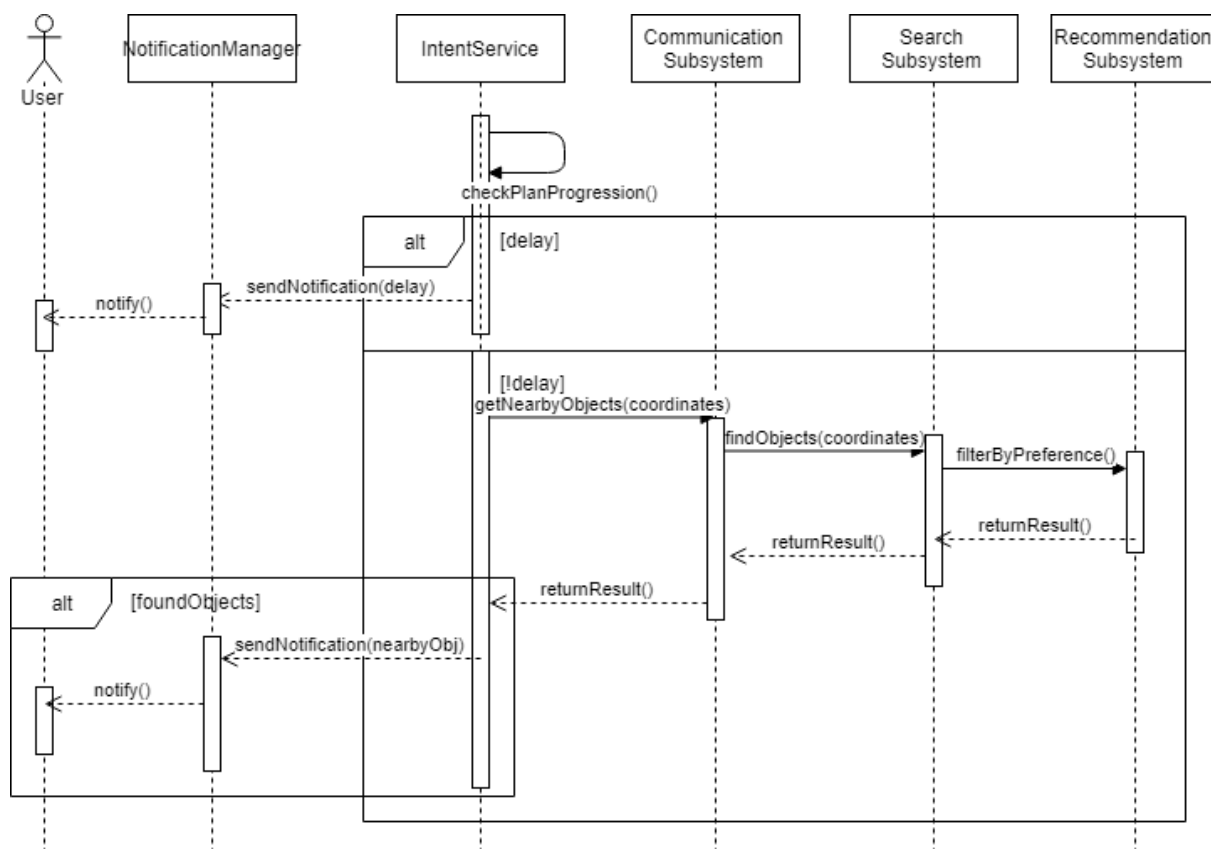 User
NotificationManager
IntentService
Communication
Subsystem
Search
Subsystem
Recommendation
Subsystem
checkPlanProgression()
alt
[delay]
sendNotification(delay)
notify()
[!delay]
getNearbyObjects(coordinates)
findObjects(coordinates)
filterByPreference()
returnResult()
returnResult()
returnResult()
alt
[foundObjects]
sendNotification(nearbyObj)
notify()